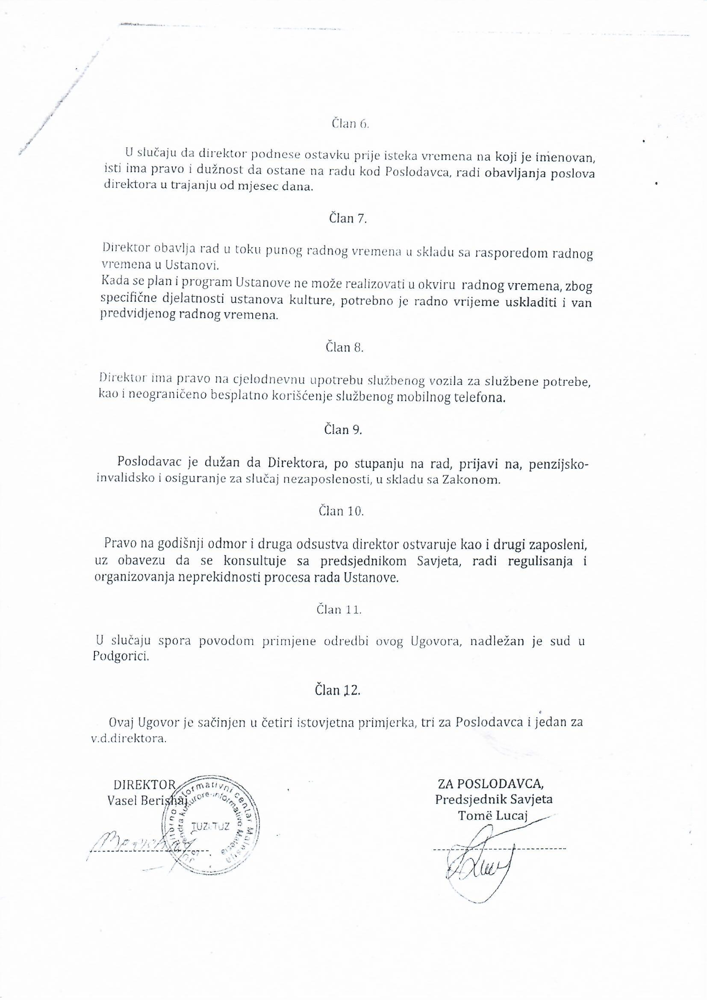 Član 6.
U slučaju da direktor podnese ostavku prije isteka vremena na koji je imenovan,
isti ima pravo i dužnost da ostane na radu kod Poslodavca, radi obavljanja poslova
direktora u trajanju od mjesec dana.
Član 7.
Direktor obavlja rad u toku punog radnog vremena u skladu sa rasporedom radnog
vremena u Ustanovi.
Kada se plan i program Ustanove ne može realizovati u okviru radnog vremena, zbog
specifične djelatnosti ustanova kulture, potrebno je radno vrijeme uskladiti i van
predvidjenog radnog vremena.
Član 8.
Direktor ima pravo na cjelodnevnu upotrebu službenog vozila za službene potrebe,
kao i neograničeno besplatno korišćenje službenog mobilnog telefona.
Član 9.
Poslodavac je dužan da Direktora, po stupanju na rad, prijavi na, penzijsko-
invalidsko i osiguranje za slučaj nezaposlenosti, u skladu sa Zakonom.
Član 10.
Pravo na godišnji odmor i druga odsustva direktor ostvaruje kao i drugi zaposleni,
uz obavezu da se konsultuje sa predsjednikom Savjeta, radi regulisanja i
organizovanja neprekidnosti procesa rada Ustanove.
Član 11.
U slučaju spora povodom primjene odredbi ovog Ugovora, nadležan je sud u
Podgorici.
Član 12.
Ovaj Ugovor je sačinjen u četiri istovjetna primjerka, tri za Poslodavca i jedan za
v.d.direktora.
DIREKTOR
Vasel Berishaj
informativni centar Malesija
informative Malesia
TUZI TUZ
ZA POSLODAVCA,
Predsjednik Savjeta
Tomë Lucaj